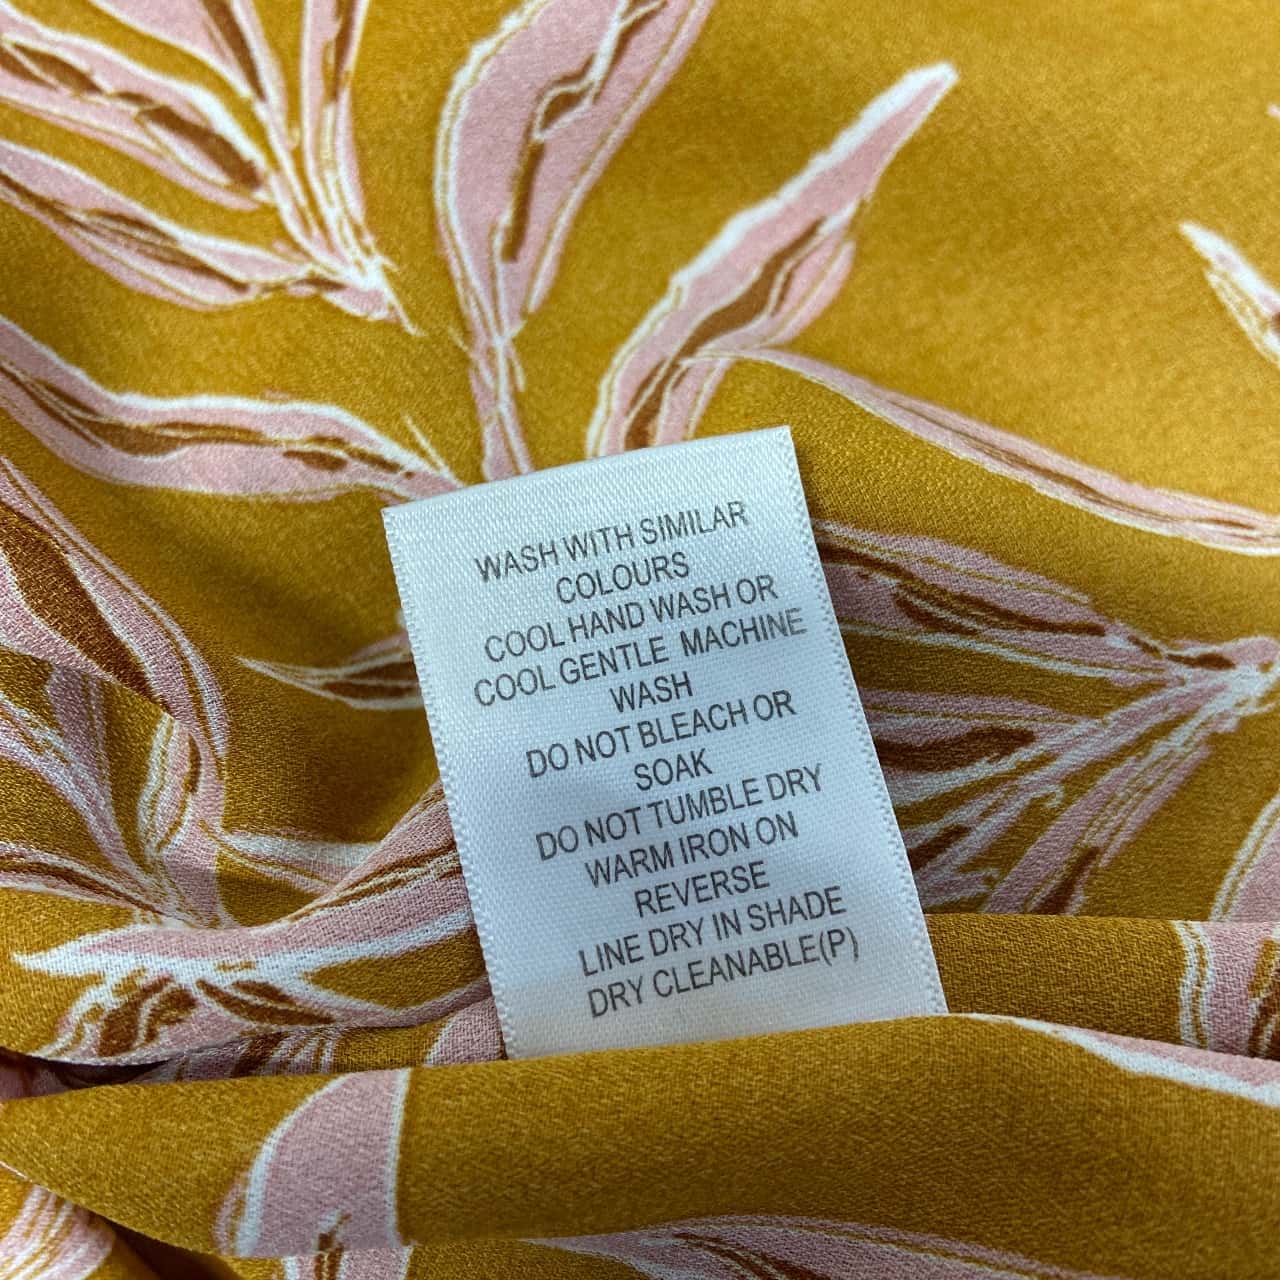 WASH WITH SIMILAR
COLOURS
COOL HAND WASH OR
COOL GENTLE MACHINE
WASH
DO NOT BLEACH OR
SOAK
DO NOT TUMBLE DRY
WARM IRON ON
REVERSE
LINE DRY IN SHADE
DRY CLEANABLE(P)